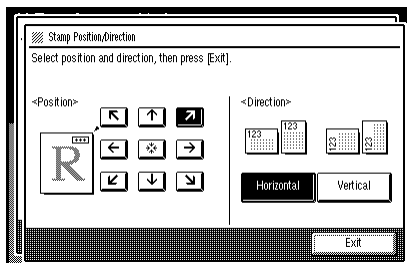 Stamp Position/Direction
Select position and direction, then press [Exit].
<Position>
<Direction>
R
123
123
123
123
Horizontal
Vertical
Exit